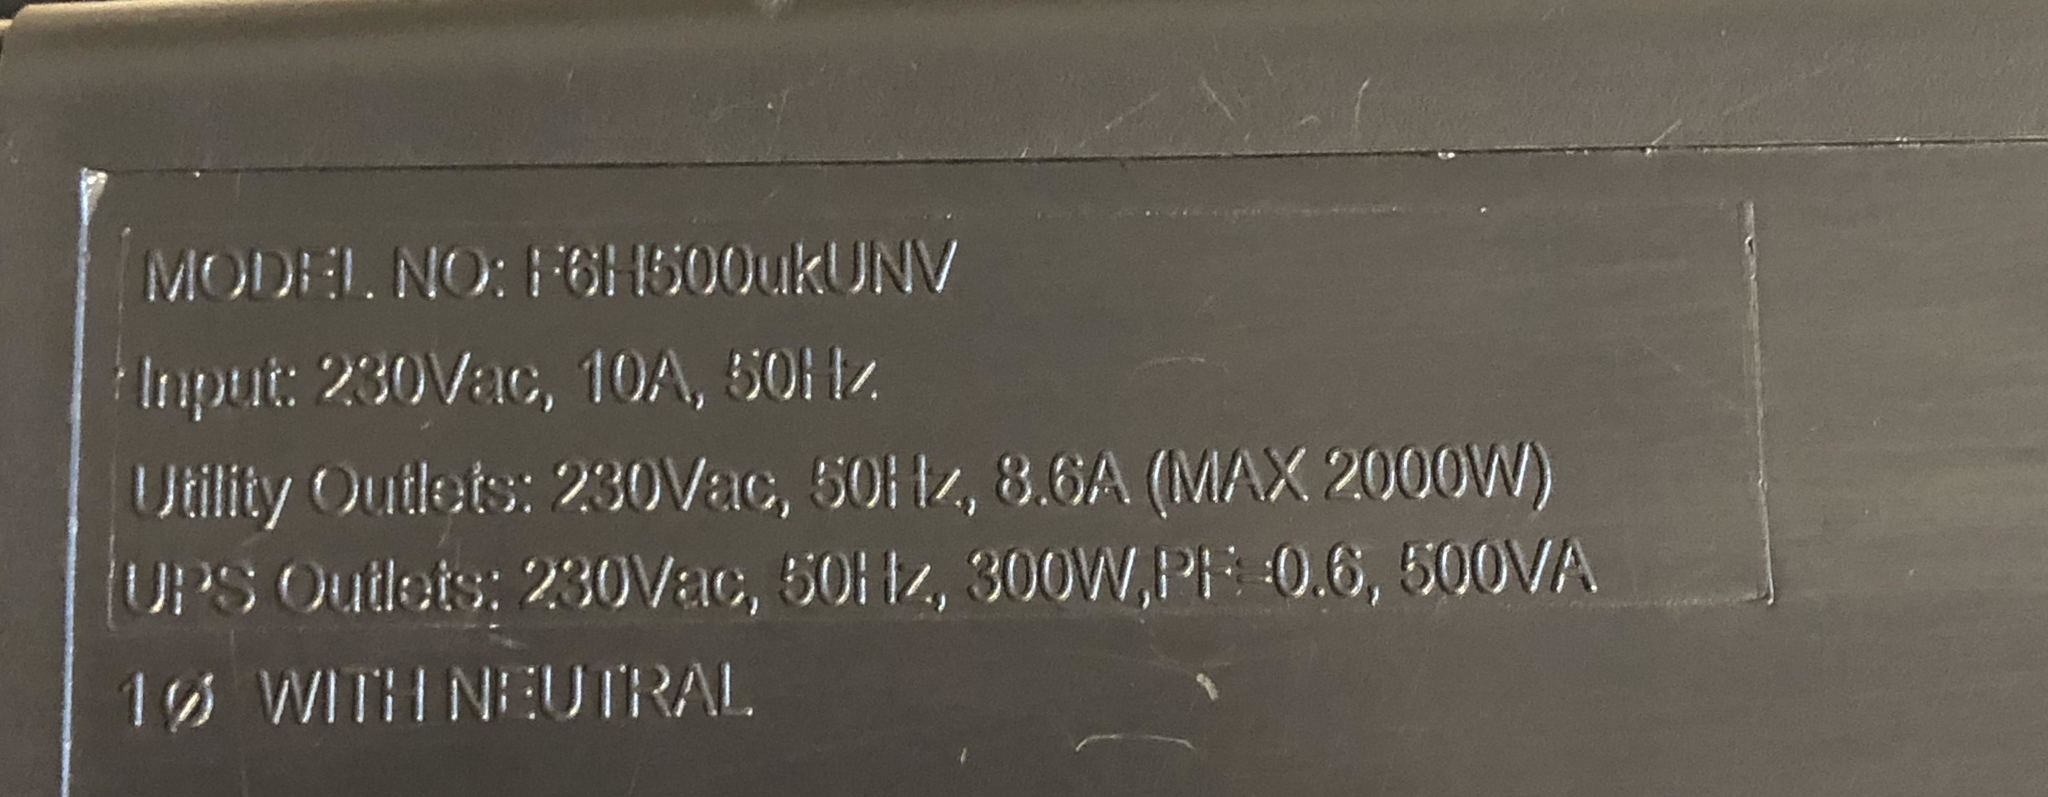 MODEL NO: F6H500ukUNV
Input: 230Vac, 10A, 50Hz
Utility Outlets: 230Vac, 50Hz, 8.6A (MAX 2000W)
UPS Outlets: 230Vac, 50Hz, 300W,PF=0.6, 500VA
1Ø WITH NEUTRAL